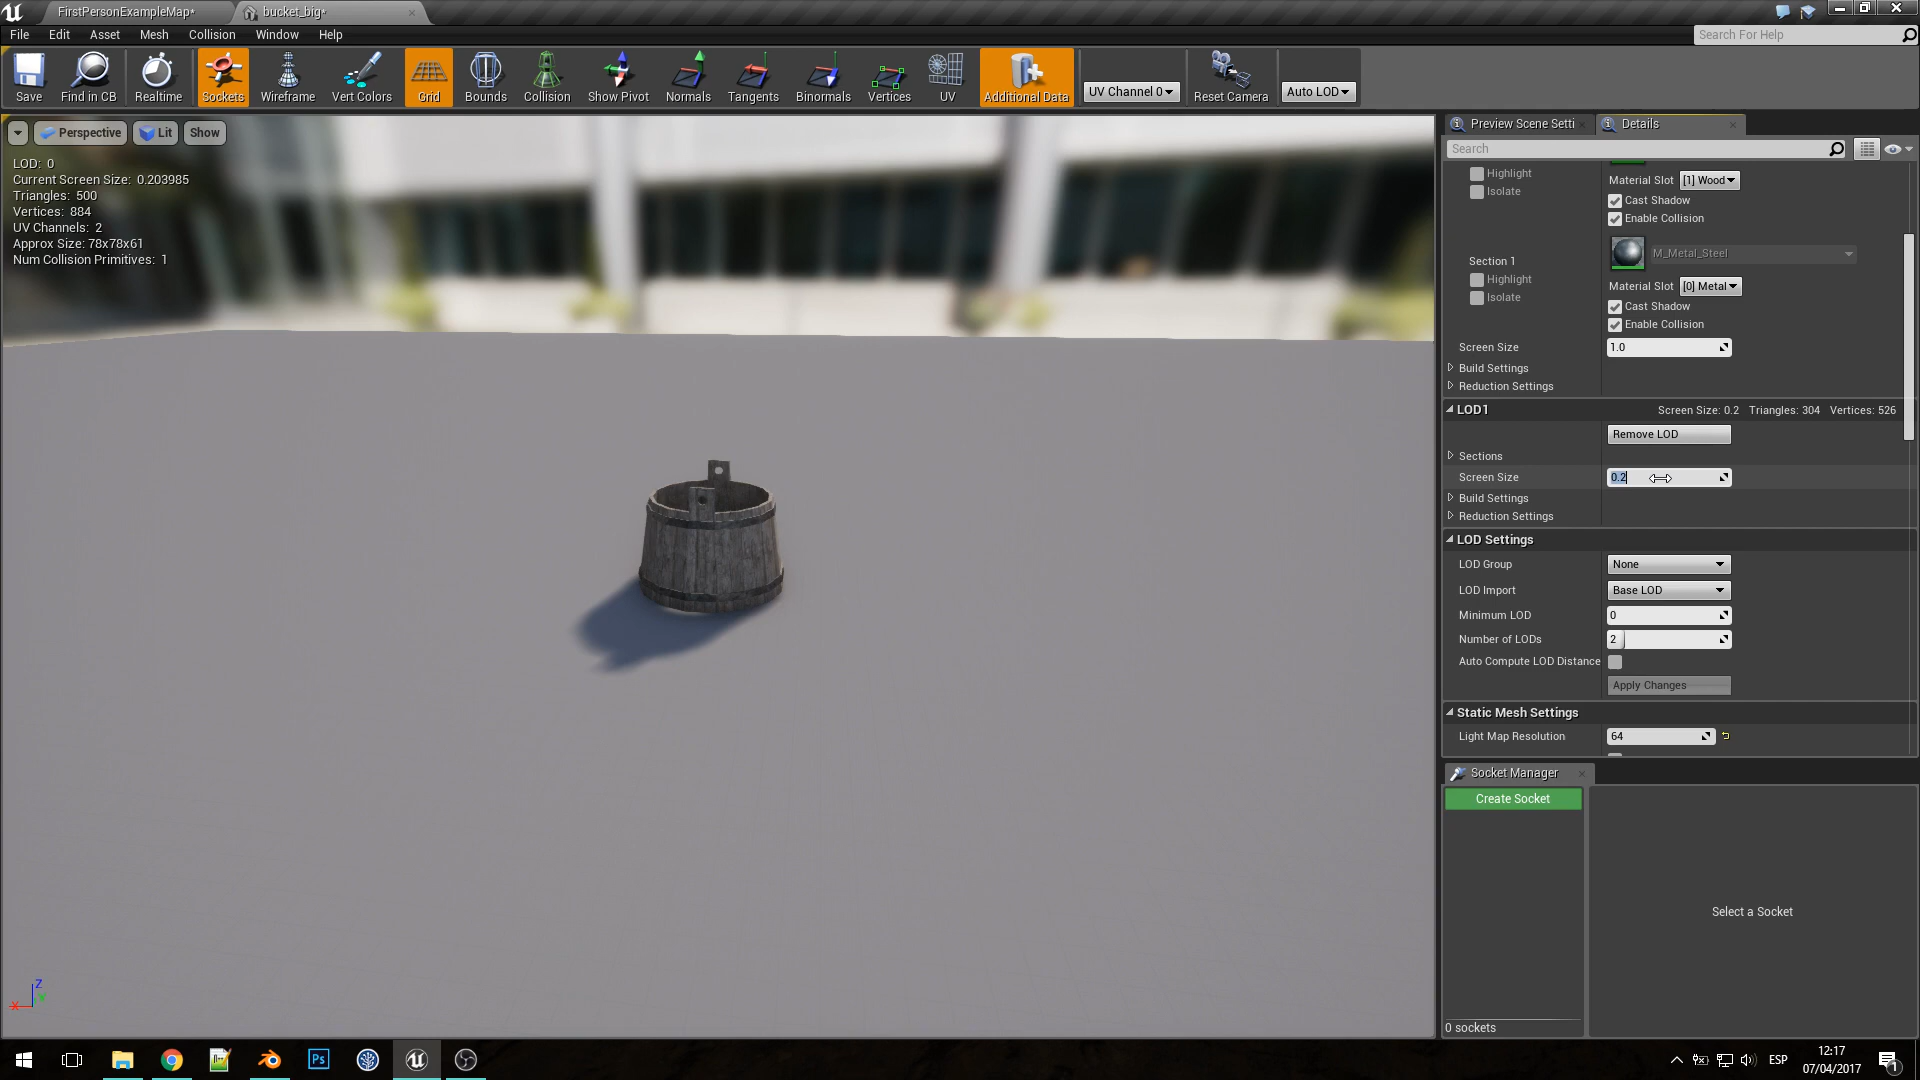 FirstPersonExampleMap*
bucket_big*
File Edit Asset Mesh Collision Window Help
Search For Help
Save Find in CB Realtime Sockets Wireframe Vert Colors Grid Bounds Collision Show Pivot Normals Tangents Binormals Vertices UV Additional Data UV Channel 0 Reset Camera Auto LOD
Perspective Lit Show
LOD: 0
Current Screen Size: 0.203985
Triangles: 500
Vertices: 884
UV Channels: 2
Approx Size: 78x78x61
Num Collision Primitives: 1
Z
X
Y
Preview Scene Setti
Details
Search
Highlight
Isolate
Material Slot [1] Wood
Cast Shadow
Enable Collision
Section 1
Highlight
Isolate
M_Metal_Steel
Material Slot [0] Metal
Cast Shadow
Enable Collision
Screen Size 1.0
Build Settings
Reduction Settings
LOD1 Screen Size: 0.2 Triangles: 304 Vertices: 526
Remove LOD
Sections
Screen Size 0.2
Build Settings
Reduction Settings
LOD Settings
LOD Group None
LOD Import Base LOD
Minimum LOD 0
Number of LODs 2
Auto Compute LOD Distance
Apply Changes
Static Mesh Settings
Light Map Resolution 64
Socket Manager
Create Socket
Select a Socket
0 sockets
Ps
ESP
12:17
07/04/2017
1